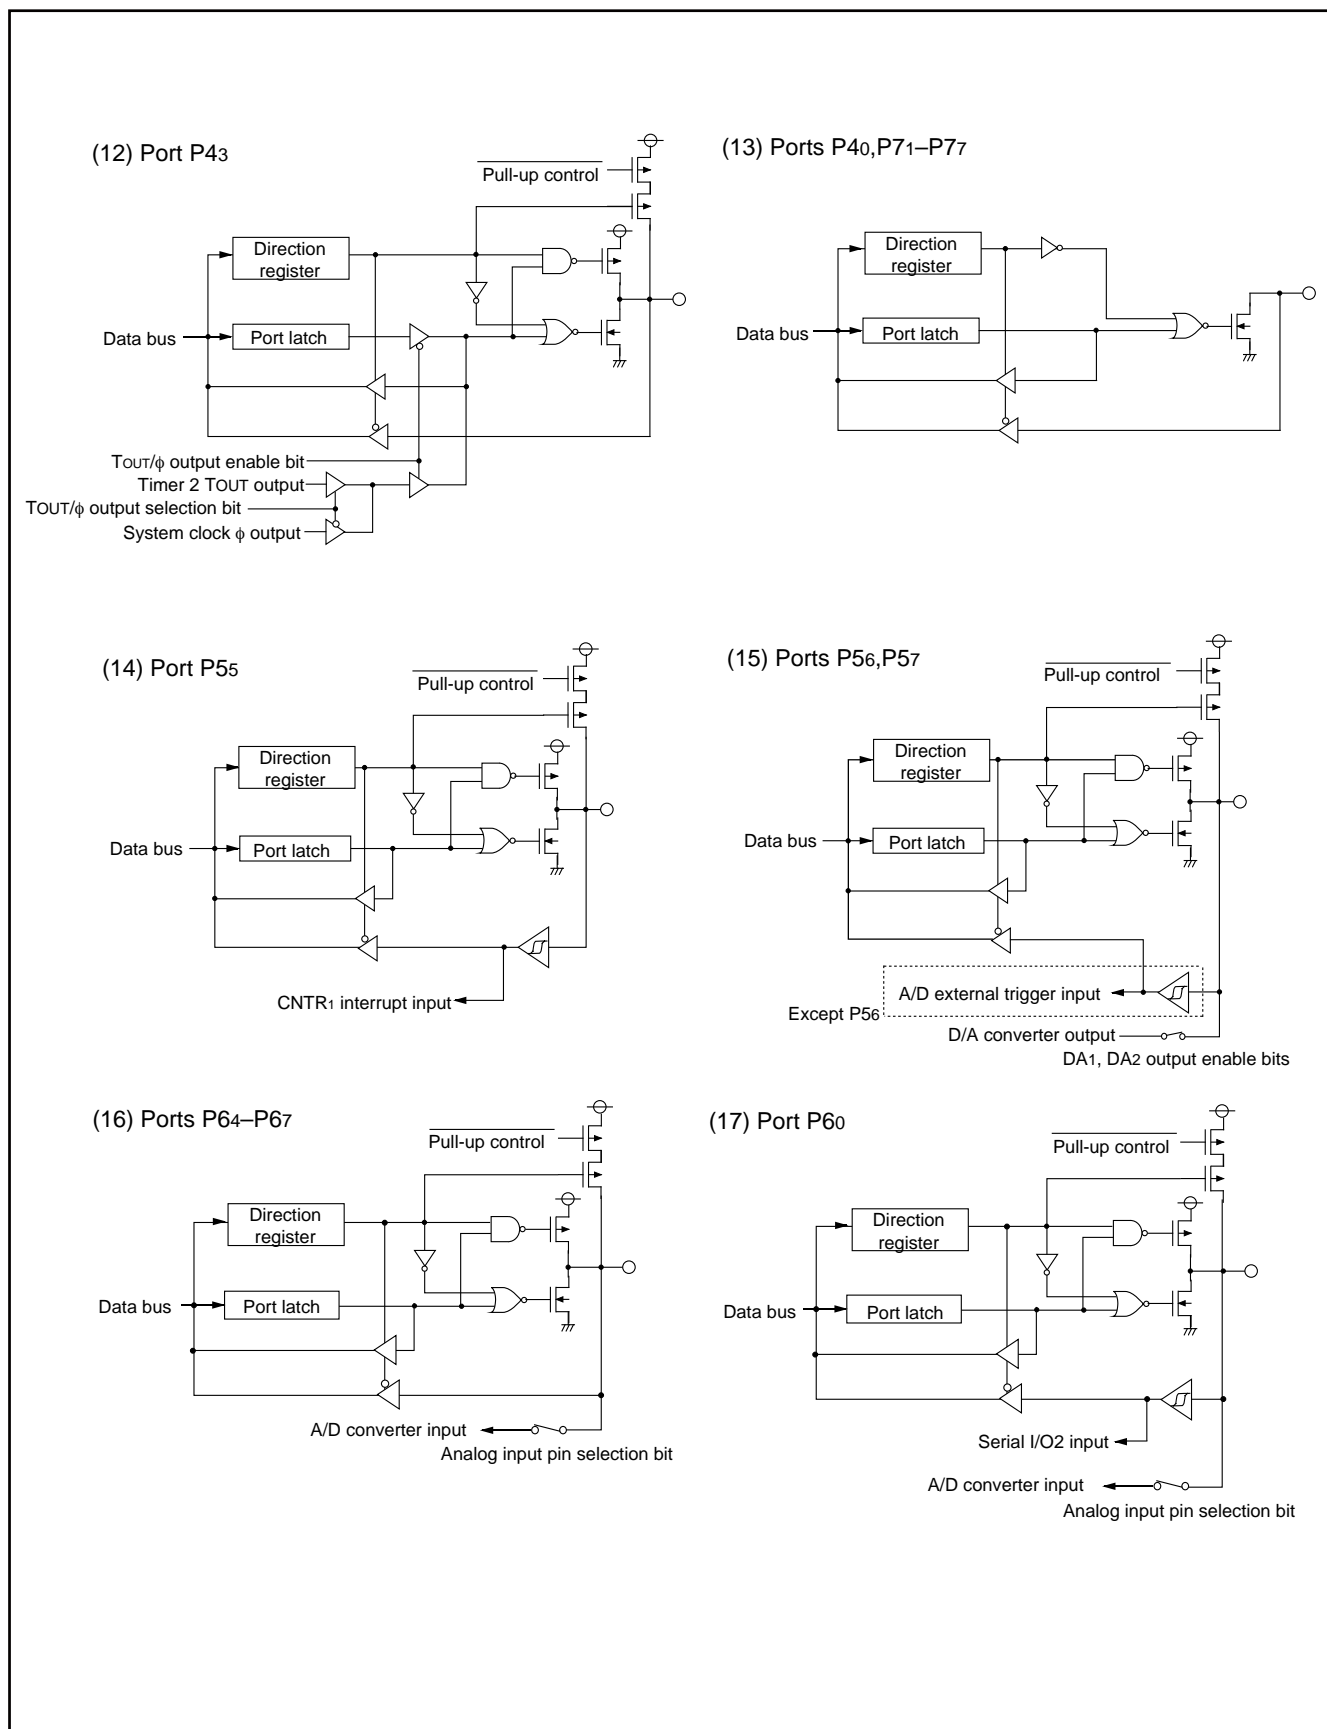 (12) Port P43
Pull-up control
Direction
register
Data bus
Port latch
TOUT/ϕ output enable bit
Timer 2 TOUT output
TOUT/ϕ output selection bit
System clock ϕ output
(13) Ports P40,P71–P77
Direction
register
Data bus
Port latch
(14) Port P55
Pull-up control
Direction
register
Data bus
Port latch
CNTR1 interrupt input
(15) Ports P56,P57
Pull-up control
Direction
register
Data bus
Port latch
A/D external trigger input
Except P56
D/A converter output
DA1, DA2 output enable bits
(16) Ports P64–P67
Pull-up control
Direction
register
Data bus
Port latch
A/D converter input
Analog input pin selection bit
(17) Port P60
Pull-up control
Direction
register
Data bus
Port latch
Serial I/O2 input
A/D converter input
Analog input pin selection bit